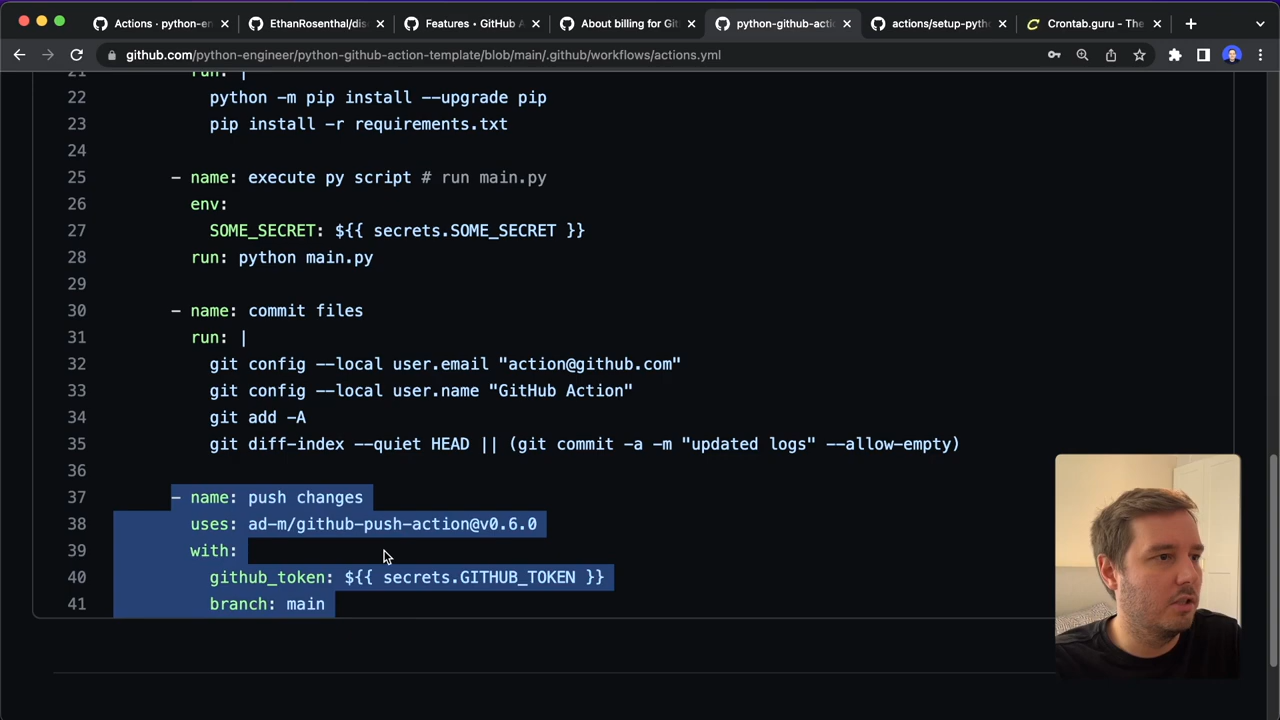 Actions · python-en
EthanRosenthal/disc
Features • GitHub A
About billing for Git
python-github-actio
actions/setup-pytho
Crontab.guru - The
github.com/python-engineer/python-github-action-template/blob/main/.github/workflows/actions.yml
21 run: |
22 python -m pip install --upgrade pip
23 pip install -r requirements.txt
24
25 - name: execute py script # run main.py
26 env:
27 SOME_SECRET: ${{ secrets.SOME_SECRET }}
28 run: python main.py
29
30 - name: commit files
31 run: |
32 git config --local user.email "action@github.com"
33 git config --local user.name "GitHub Action"
34 git add -A
35 git diff-index --quiet HEAD || (git commit -a -m "updated logs" --allow-empty)
36
37 - name: push changes
38 uses: ad-m/github-push-action@v0.6.0
39 with:
40 github_token: ${{ secrets.GITHUB_TOKEN }}
41 branch: main